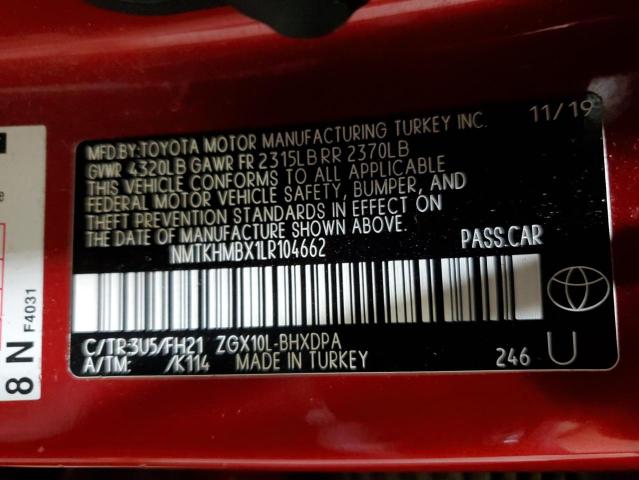 11/19
MFD.BY:TOYOTA MOTOR MANUFACTURING TURKEY INC.
GVWR 4320LB GAWR FR 2315LB RR 2370LB
THIS VEHICLE CONFORMS TO ALL APPLICABLE
FEDERAL MOTOR VEHICLE SAFETY, BUMPER, AND
THEFT PREVENTION STANDARDS IN EFFECT ON
THE DATE OF MANUFACTURE SHOWN ABOVE.
NMTKHMBX1LR104662 PASS.CAR
C/TR:3U5/FH21 ZGX10L-BHXDPA
A/TM: /K114 MADE IN TURKEY 246 U
8 N F4031